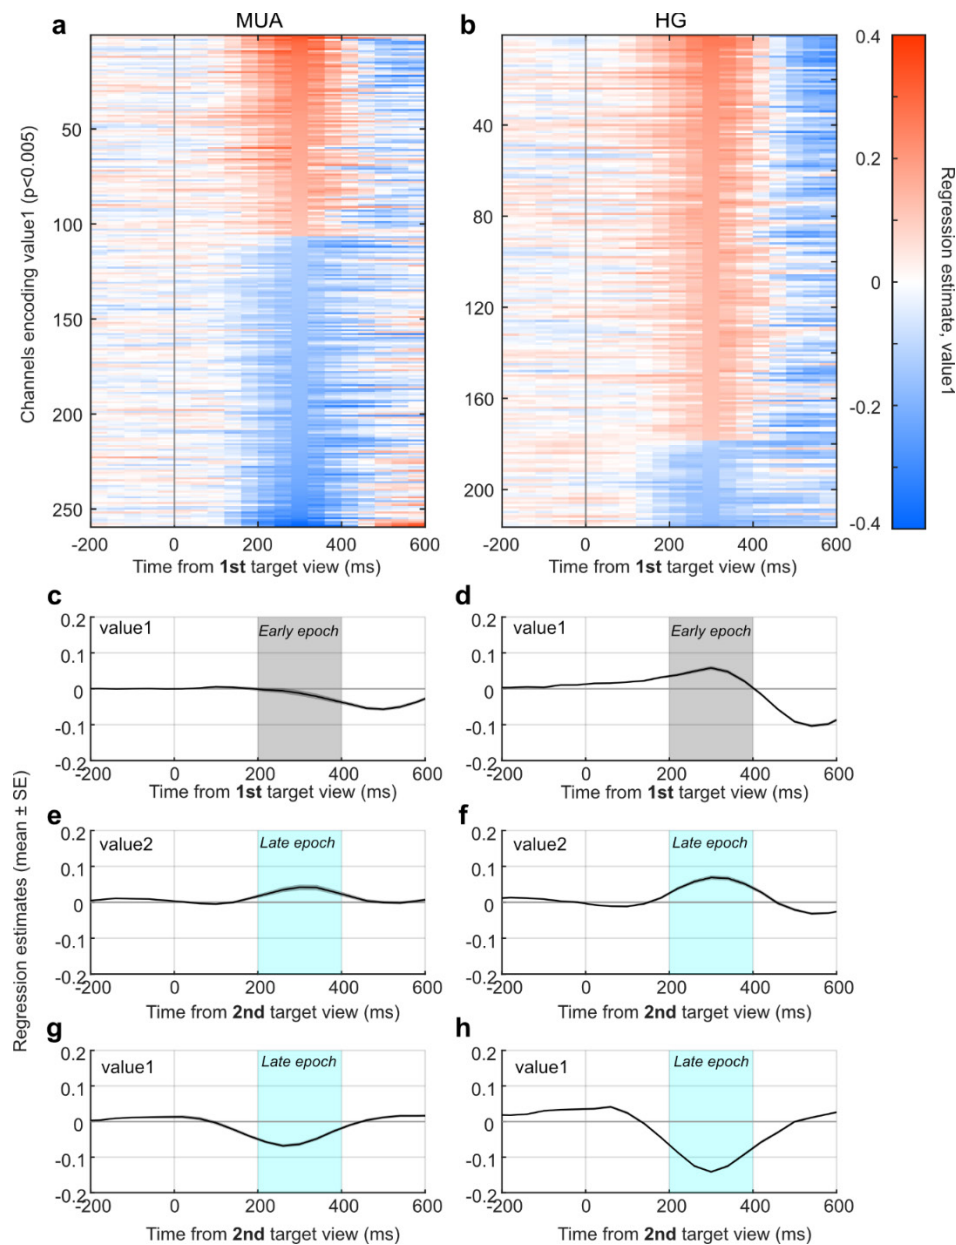 a MUA
b HG
Channels encoding value1 (p<0.005)
50
100
150
200
250
-200 0 200 400 600
Time from 1st target view (ms)
40
80
120
160
200
-200 0 200 400 600
Time from 1st target view (ms)
0.4
0.2
0
-0.2
-0.4
Regression estimate, value1
Regression estimates (mean ± SE)
c
value1
Early epoch
0.2
0.1
0
-0.1
-0.2
-200 0 200 400 600
Time from 1st target view (ms)
d
value1
Early epoch
0.2
0.1
0
-0.1
-0.2
-200 0 200 400 600
Time from 1st target view (ms)
e
value2
Late epoch
0.2
0.1
0
-0.1
-0.2
-200 0 200 400 600
Time from 2nd target view (ms)
f
value2
Late epoch
0.2
0.1
0
-0.1
-0.2
-200 0 200 400 600
Time from 2nd target view (ms)
g
value1
Late epoch
0.2
0.1
0
-0.1
-0.2
-200 0 200 400 600
Time from 2nd target view (ms)
h
value1
Late epoch
0.2
0.1
0
-0.1
-0.2
-200 0 200 400 600
Time from 2nd target view (ms)